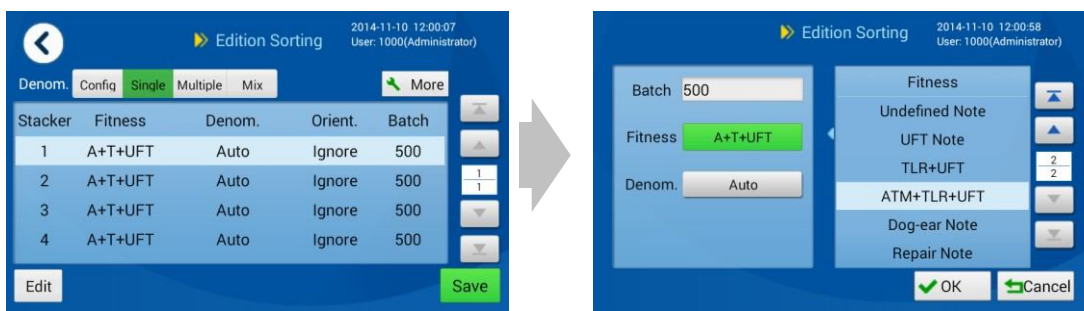 Edition Sorting
2014-11-10 12:00:07
User: 1000(Administrator)
Denom. Config Single Multiple Mix More
Stacker Fitness Denom. Orient. Batch
1 A+T+UFT Auto Ignore 500
2 A+T+UFT Auto Ignore 500
3 A+T+UFT Auto Ignore 500
4 A+T+UFT Auto Ignore 500
1
1
Edit Save
Edition Sorting
2014-11-10 12:00:58
User: 1000(Administrator)
Batch 500
Fitness A+T+UFT
Denom. Auto
Fitness
Undefined Note
UFT Note
TLR+UFT
ATM+TLR+UFT
Dog-ear Note
Repair Note
2
2
OK Cancel